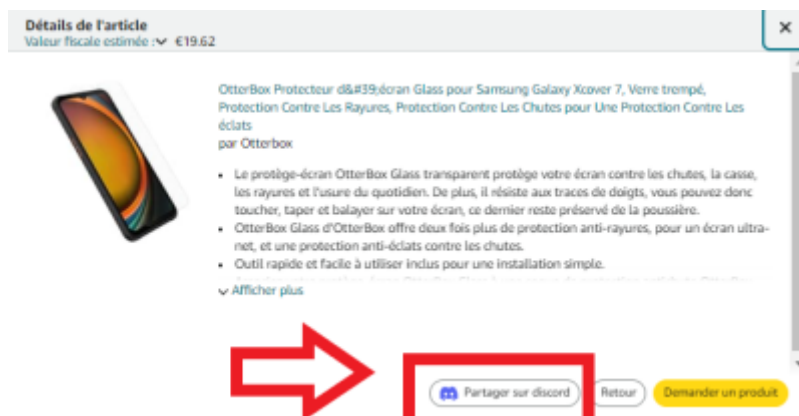 Détails de l'article
Valeur fiscale estimée : €19.62
OtterBox Protecteur d&#39;écran Glass pour Samsung Galaxy Xcover 7, Verre trempé,
Protection Contre Les Rayures, Protection Contre Les Chutes pour Une Protection Contre Les
éclats
par Otterbox
• Le protège-écran OtterBox Glass transparent protège votre écran contre les chutes, la casse,
les rayures et l'usure du quotidien. De plus, il résiste aux traces de doigts, vous pouvez donc
toucher, taper et balayer sur votre écran, ce dernier reste préservé de la poussière.
• OtterBox Glass d'OtterBox offre deux fois plus de protection anti-rayures, pour un écran ultra-
net, et une protection anti-éclats contre les chutes.
• Outil rapide et facile à utiliser inclus pour une installation simple.
Afficher plus
Partager sur discord Retour Demander un produit